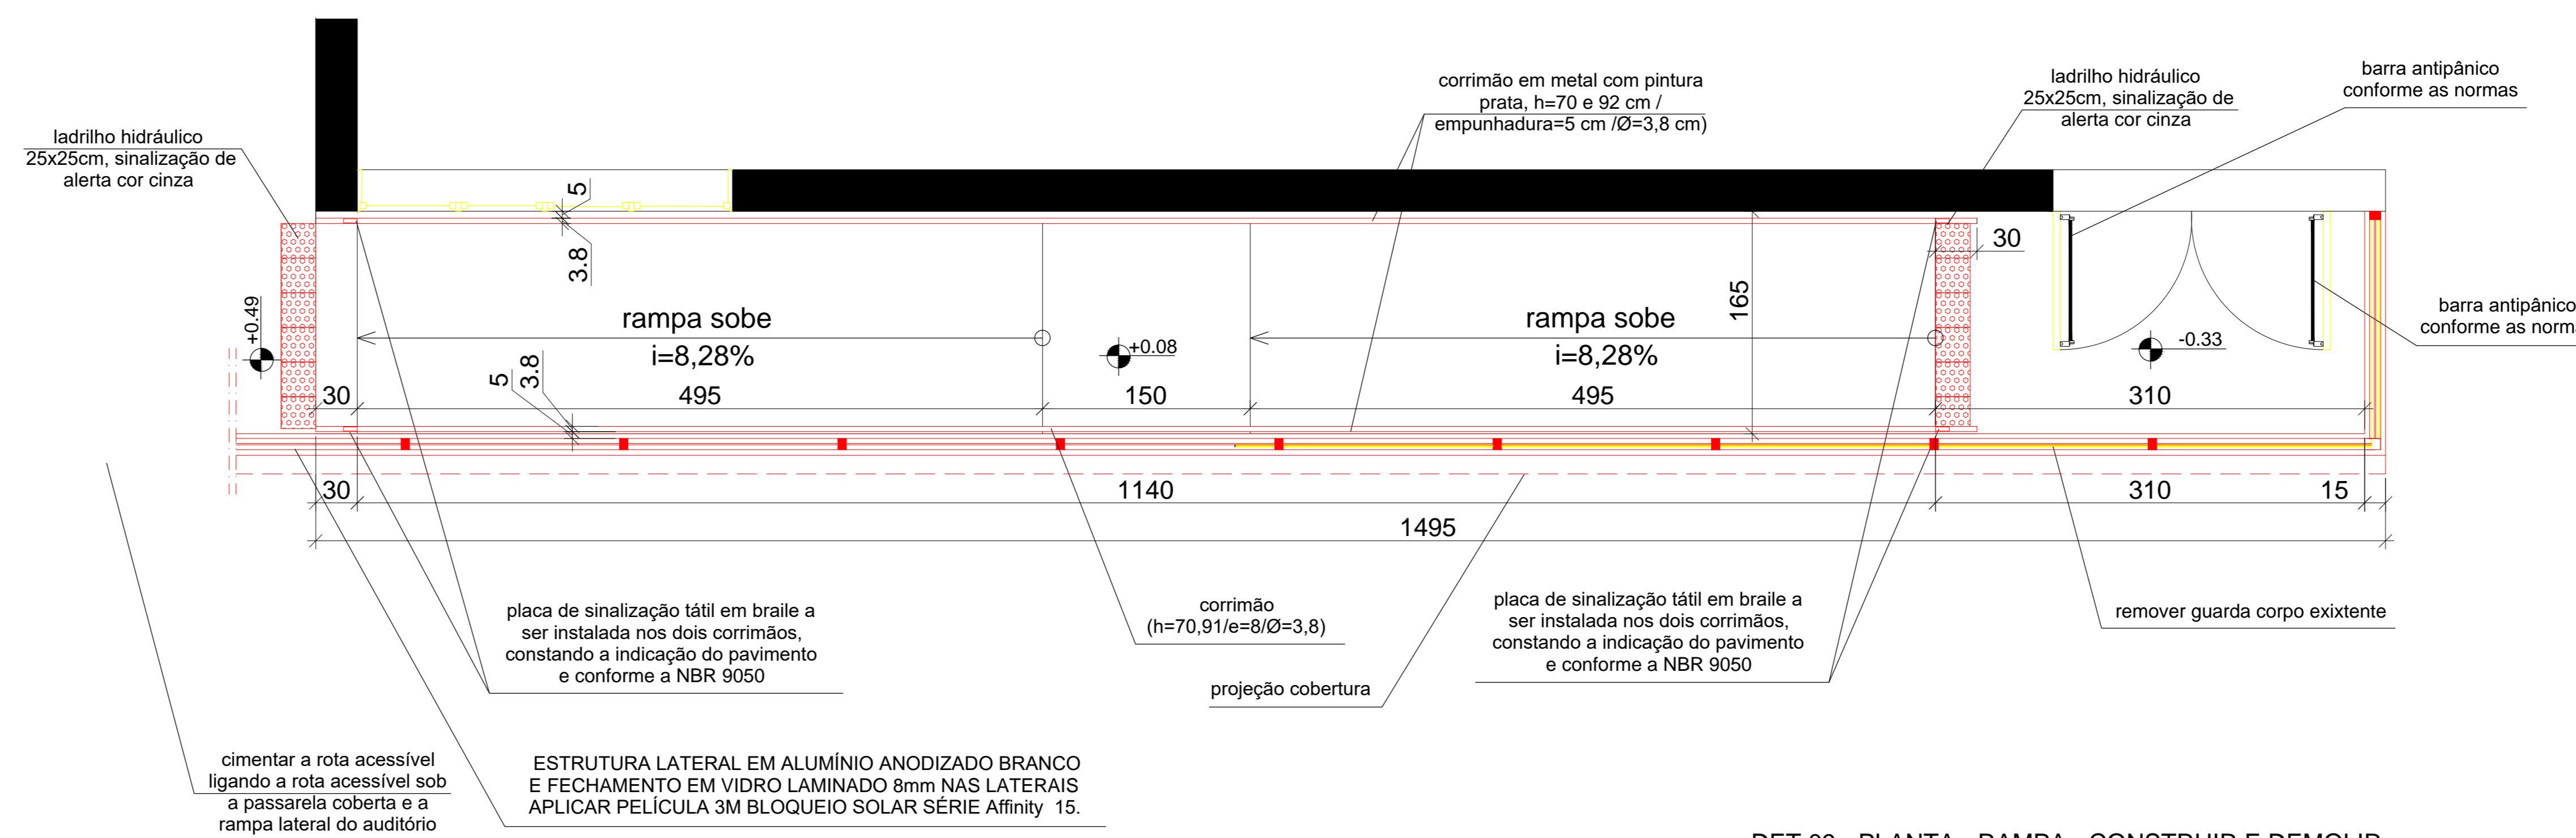 corrimão em metal com pintura
prata, h=70 e 92 cm /
empunhadura=5 cm /Ø=3,8 cm)
ladrilho hidráulico
25x25cm, sinalização de
alerta cor cinza
barra antipânico
conforme as normas
ladrilho hidráulico
25x25cm, sinalização de
alerta cor cinza
5
3.8
30
165
+0.49
rampa sobe
i=8,28%
+0.08
rampa sobe
i=8,28%
-0.33
barra antipânico
conforme as norma
5
3.8
30
495
150
495
310
30
1140
310
15
1495
placa de sinalização tátil em braile a
ser instalada nos dois corrimãos,
constando a indicação do pavimento
e conforme a NBR 9050
corrimão
(h=70,91/e=8/Ø=3,8)
placa de sinalização tátil em braile a
ser instalada nos dois corrimãos,
constando a indicação do pavimento
e conforme a NBR 9050
remover guarda corpo exixtente
projeção cobertura
cimentar a rota acessível
ligando a rota acessível sob
a passarela coberta e a
rampa lateral do auditório
ESTRUTURA LATERAL EM ALUMÍNIO ANODIZADO BRANCO
E FECHAMENTO EM VIDRO LAMINADO 8mm NAS LATERAIS
APLICAR PELÍCULA 3M BLOQUEIO SOLAR SÉRIE Affinity 15.